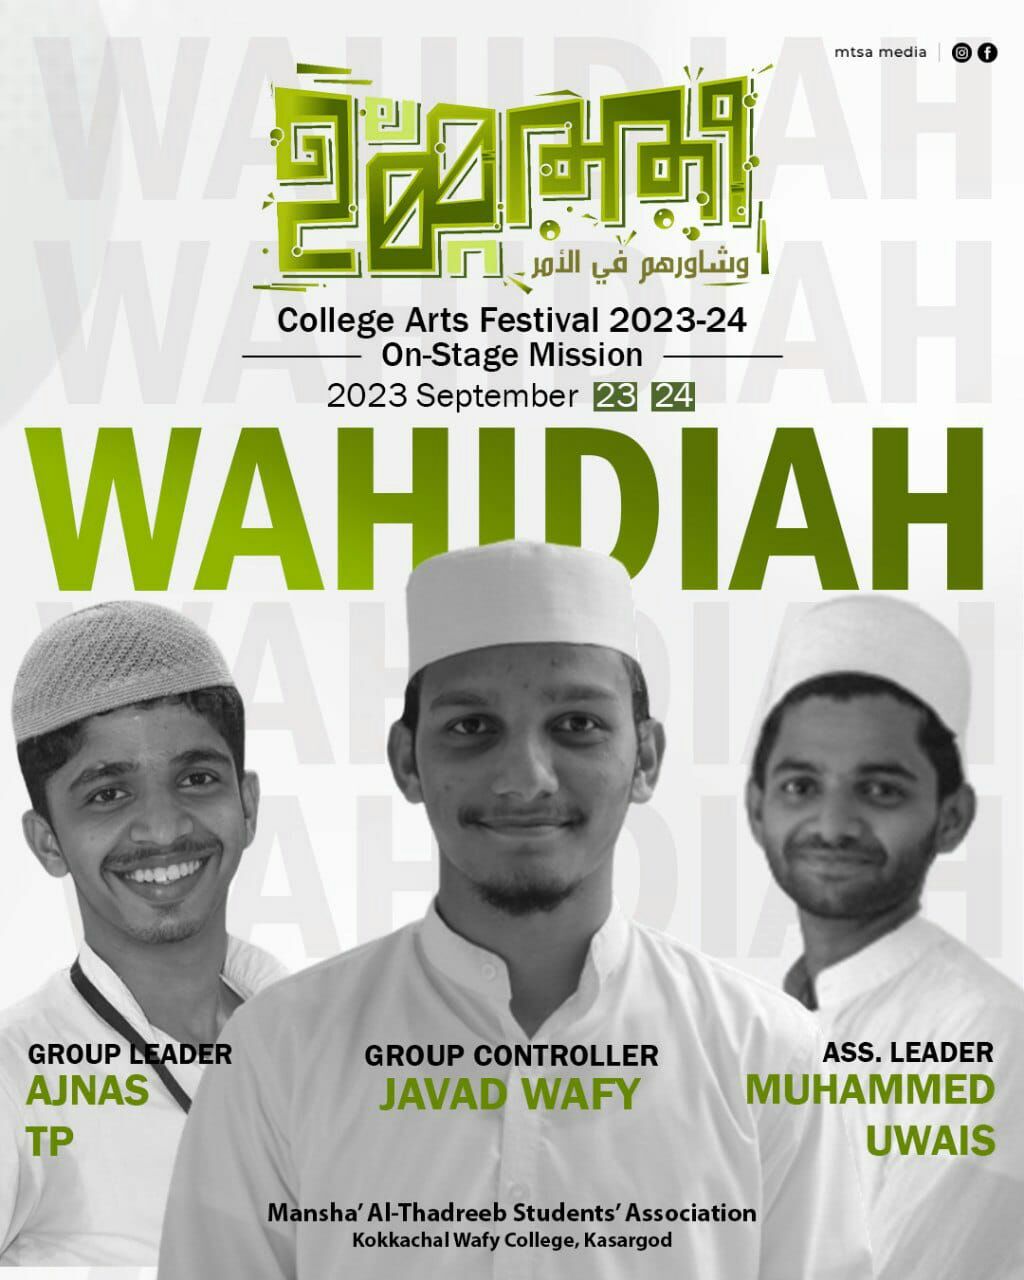 mtsa media
WAHIDIAH
وشاورهم في الأمر
WAHIDIAH
College Arts Festival 2023-24
On-Stage Mission
2023 September 23 24
WAHIDIAH
GROUP LEADER
AJNAS
TP
GROUP CONTROLLER
JAVAD WAFY
ASS. LEADER
MUHAMMED
UWAIS
Mansha' Al-Thadreeb Students' Association
Kokkachal Wafy College, Kasargod